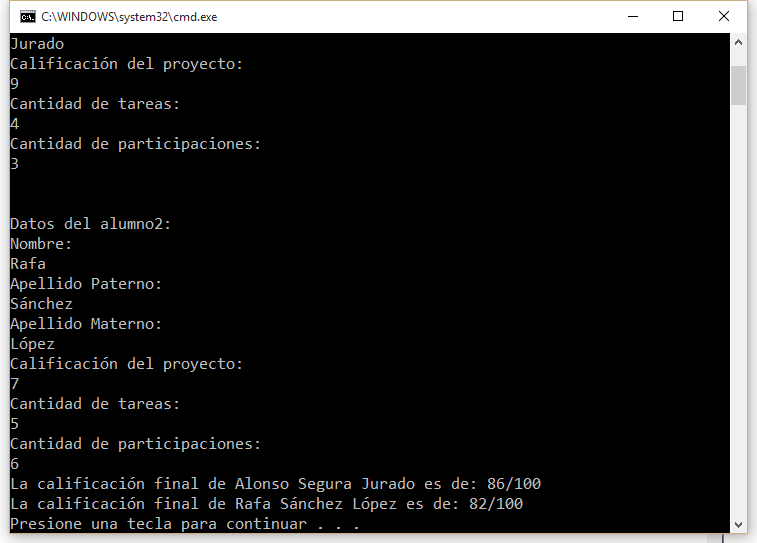 C:\WINDOWS\system32\cmd.exe
Jurado
Calificación del proyecto:
9
Cantidad de tareas:
4
Cantidad de participaciones:
3
Datos del alumno2:
Nombre:
Rafa
Apellido Paterno:
Sánchez
Apellido Materno:
López
Calificación del proyecto:
7
Cantidad de tareas:
5
Cantidad de participaciones:
6
La calificación final de Alonso Segura Jurado es de: 86/100
La calificación final de Rafa Sánchez López es de: 82/100
Presione una tecla para continuar . . .